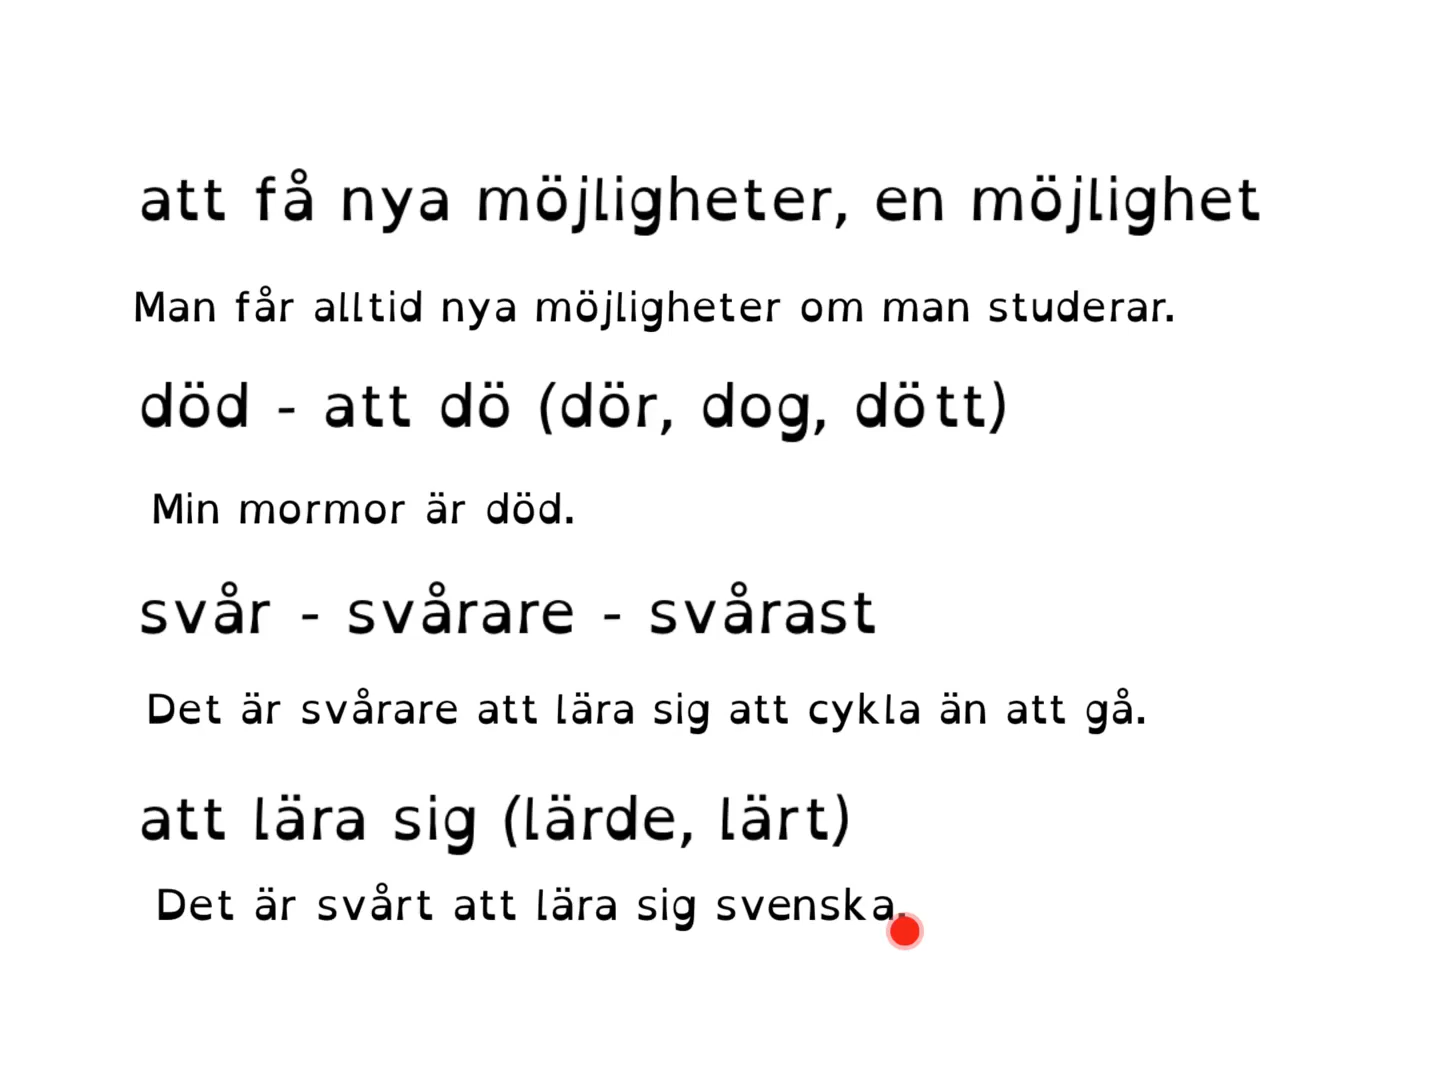 att få nya möjligheter, en möjlighet
Man får alltid nya möjligheter om man studerar.
död - att dö (dör, dog, dött)
Min mormor är död.
svår - svårare - svårast
Det är svårare att lära sig att cykla än att gå.
att lära sig (lärde, lärt)
Det är svårt att lära sig svenska.